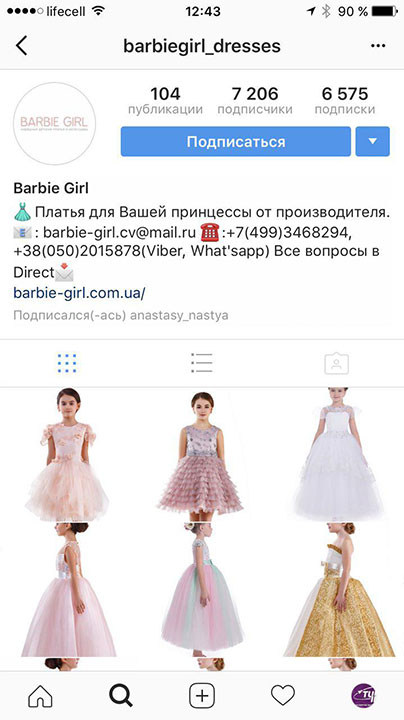 lifecell 12:43 90 %
barbiegirl_dresses
BARBIE GIRL
104 7 206 6 575
публикации подписчики подписки
Подписаться
Barbie Girl
Платья для Вашей принцессы от производителя.
: barbie-girl.cv@mail.ru :+7(499)3468294,
+38(050)2015878(Viber, What'sapp) Все вопросы в
Direct
barbie-girl.com.ua/
Подписался(-ась) anastasy_nastya